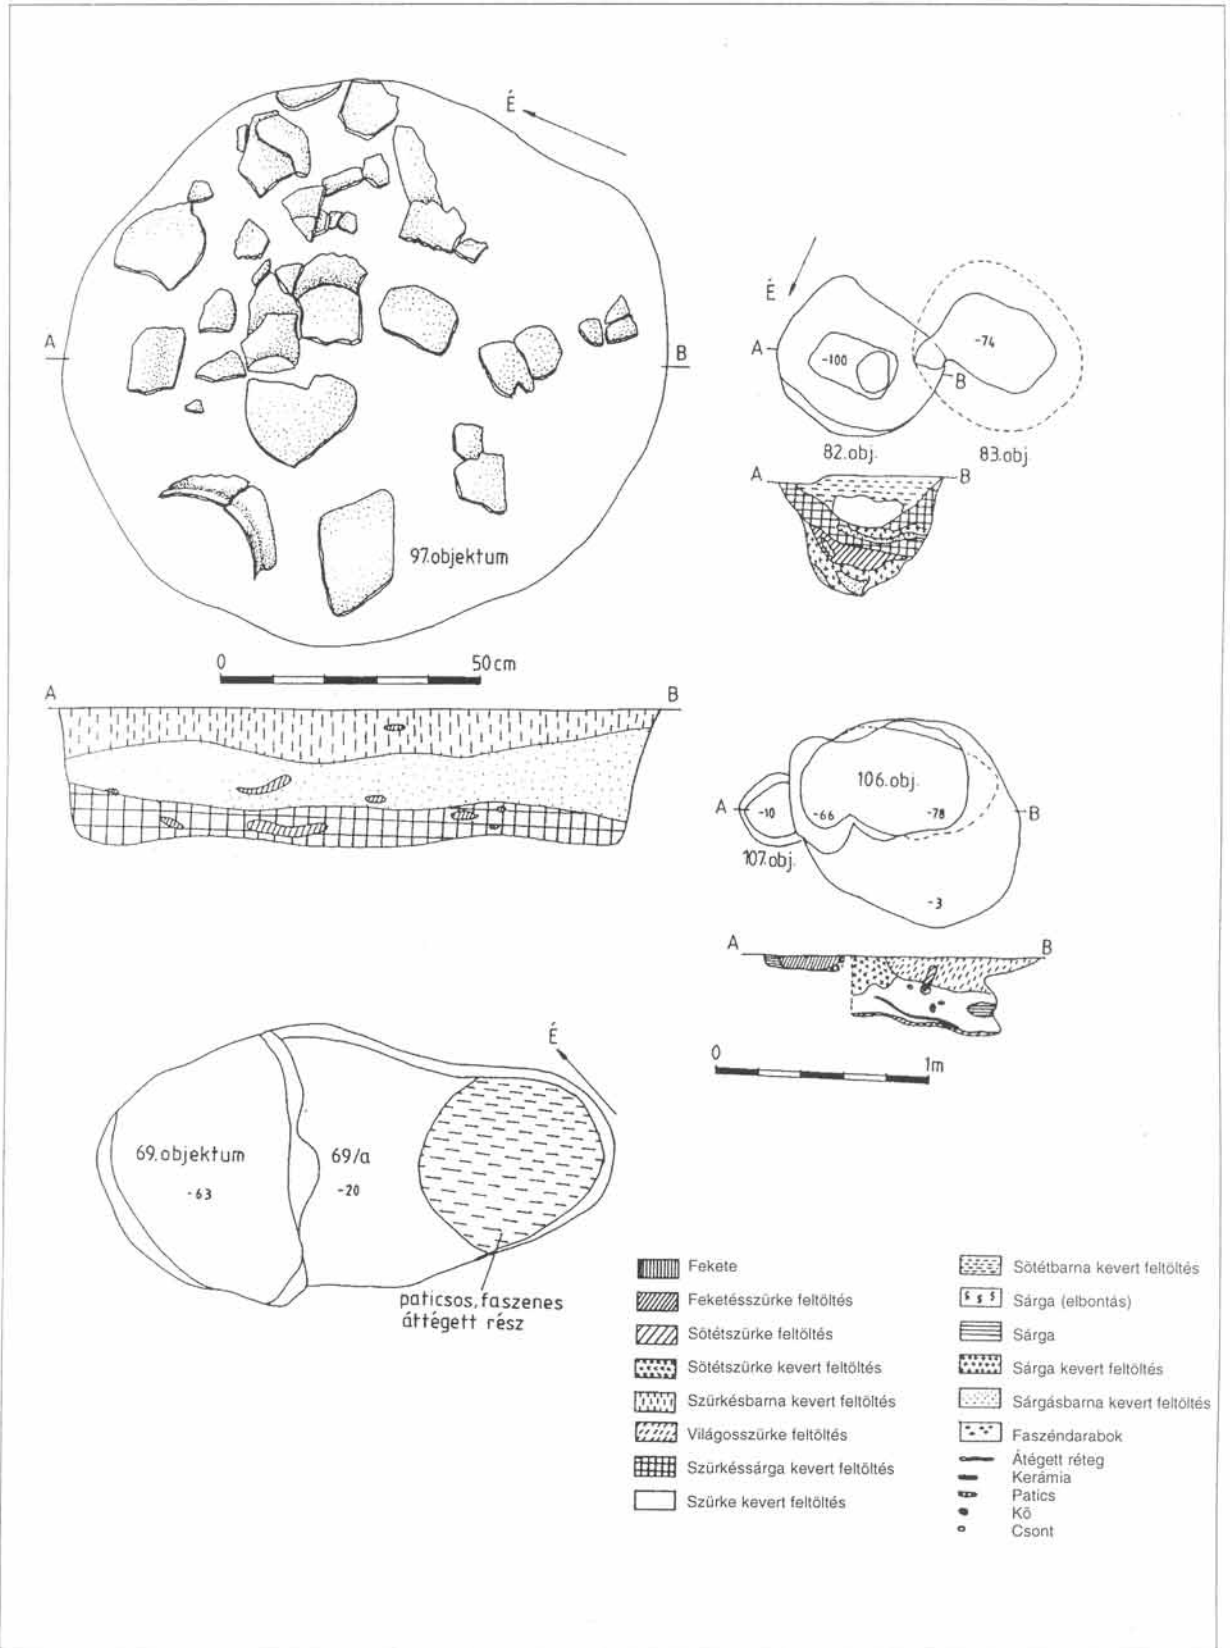 É
A
B
97.objektum
0 50cm
A B
É
A
-100
-74
B
82.obj.
83.obj.
A B
106.obj.
A
-10
-66
-78
B
107.obj.
-3
A B
0 1m
É
69.objektum
-63
69/a
-20
paticsos,faszenes
áttégett rész
Fekete
Feketésszürke feltöltés
Sötétszürke feltöltés
Sötétszürke kevert feltöltés
Szürkésbarna kevert feltöltés
Világosszürke feltöltés
Szürkéssárga kevert feltöltés
Szürke kevert feltöltés
Sötétbarna kevert feltöltés
Sárga (elbontás)
Sárga
Sárga kevert feltöltés
Sárgásbarna kevert feltöltés
Faszéndarabok
Átégett réteg
Kerámia
Patics
Kő
Csont